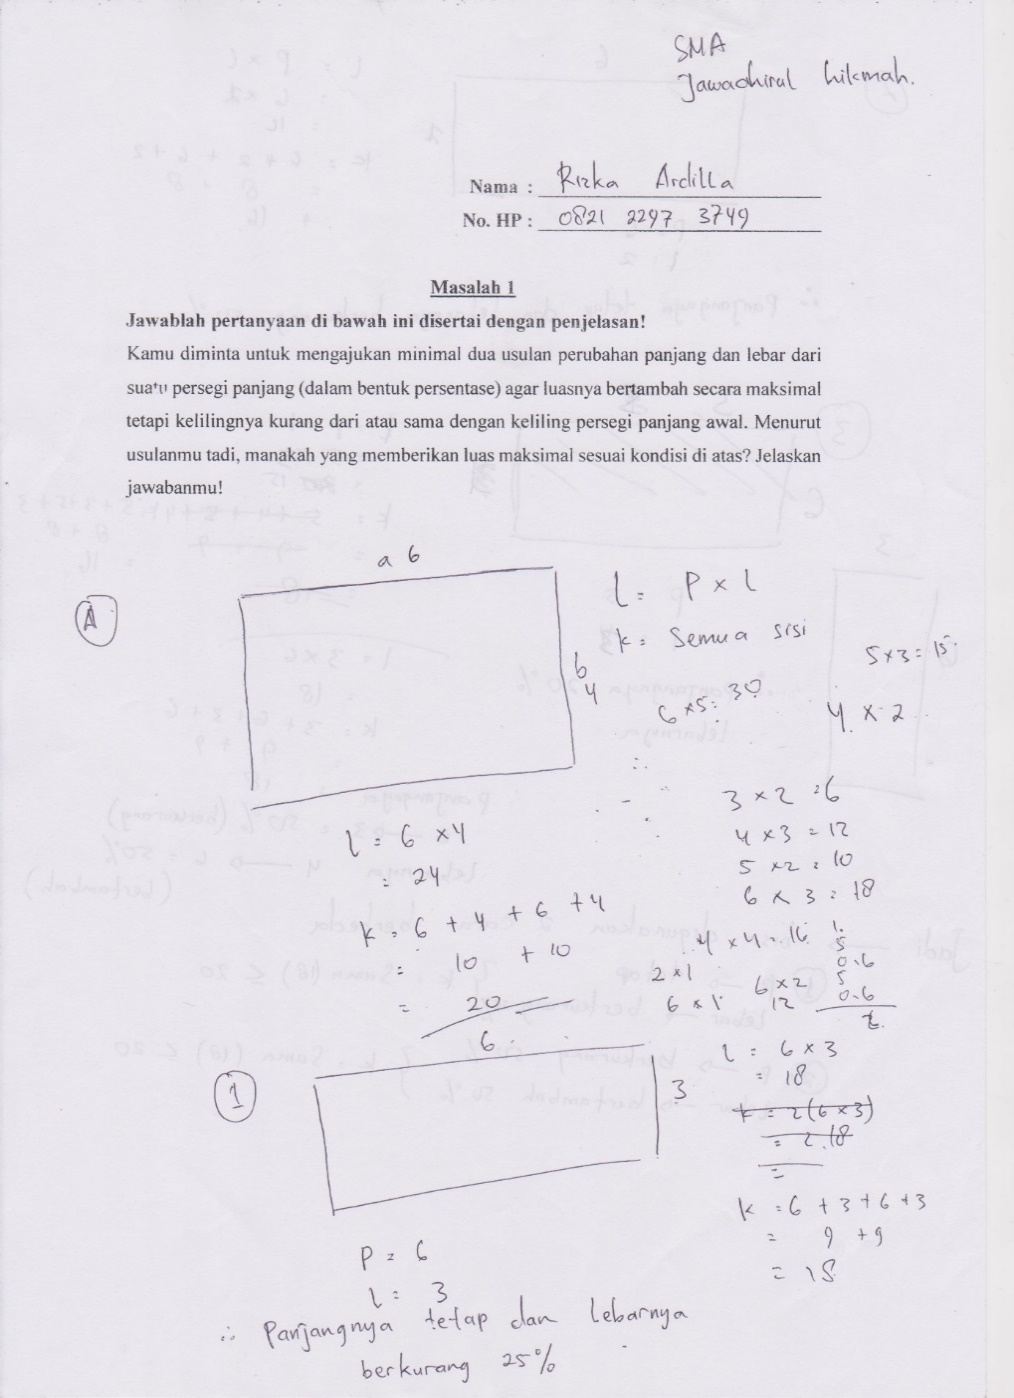 SMA
Jawachirul hikmah.
Nama : Rizka Ardilla
No. HP : 0821 2297 3749
Masalah 1
Jawablah pertanyaan di bawah ini disertai dengan penjelasan!
Kamu diminta untuk mengajukan minimal dua usulan perubahan panjang dan lebar dari
suatu persegi panjang (dalam bentuk persentase) agar luasnya bertambah secara maksimal
tetapi kelilingnya kurang dari atau sama dengan keliling persegi panjang awal. Menurut
usulanmu tadi, manakah yang memberikan luas maksimal sesuai kondisi di atas? Jelaskan
jawabanmu!
A
a 6
b
4
l = P x l
k = Semua sisi
5 x 3 = 15
6 x 5 = 30
4 x 2
3 x 2 = 6
4 x 3 = 12
5 x 2 = 10
6 x 3 = 18
4 x 4 = 16
2 x 1
6 x 1
6 x 2
12
5
0.6
5
0.6
l = 6 x 4
= 24
k = 6 + 4 + 6 + 4
= 10 + 10
= 20
1
6
3
l = 6 x 3
= 18
k = 2(6 x 3)
= 2.18
=
k = 6 + 3 + 6 + 3
= 9 + 9
= 18
P = 6
l = 3
∴ Panjangnya tetap dan lebarnya
berkurang 25%